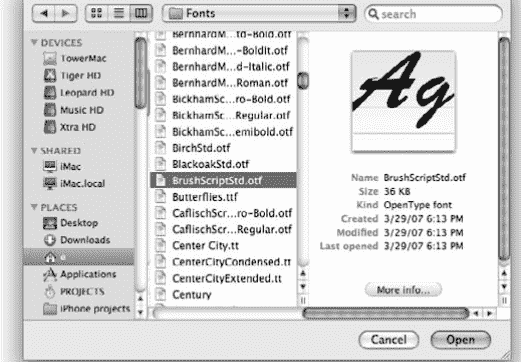 Fonts
search
DEVICES
TowerMac
Tiger HD
Leopard HD
Music HD
Xtra HD
SHARED
iMac
iMac.local
PLACES
Desktop
Downloads
Applications
PROJECTS
iPhone projects
BernhardM...-BoldIt.otf
BernhardM...d-Italic.otf
BernhardM...Roman.otf
BickhamSc...ro-Bold.otf
BickhamSc...Regular.otf
BickhamSc...emibold.otf
BirchStd.otf
BlackoakStd.otf
BrushScriptStd.otf
Butterflies.ttf
CaflischScr...ro-Bold.otf
CaflischScr...Regular.otf
Center City.tt
CenterCityCondensed.tt
CenterCityExtended.tt
Century
Ag
Name BrushScriptStd.otf
Size 36 KB
Kind OpenType font
Created 3/29/07 6:13 PM
Modified 3/29/07 6:13 PM
Last opened 3/29/07 6:13 PM
More info...
Cancel
Open